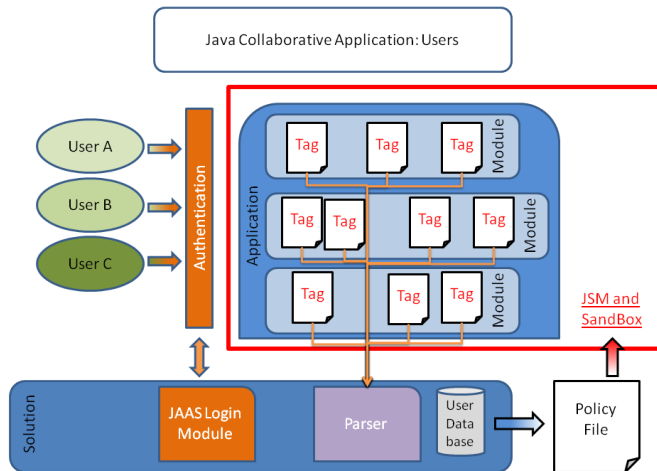 Java Collaborative Application: Users
User A
User B
User C
Authentication
Application
Tag
Tag
Tag
Module
Tag
Tag
Tag
Tag
Module
Tag
Tag
Tag
Module
JSM and
SandBox
Solution
JAAS Login
Module
Parser
User
Data
base
Policy
File